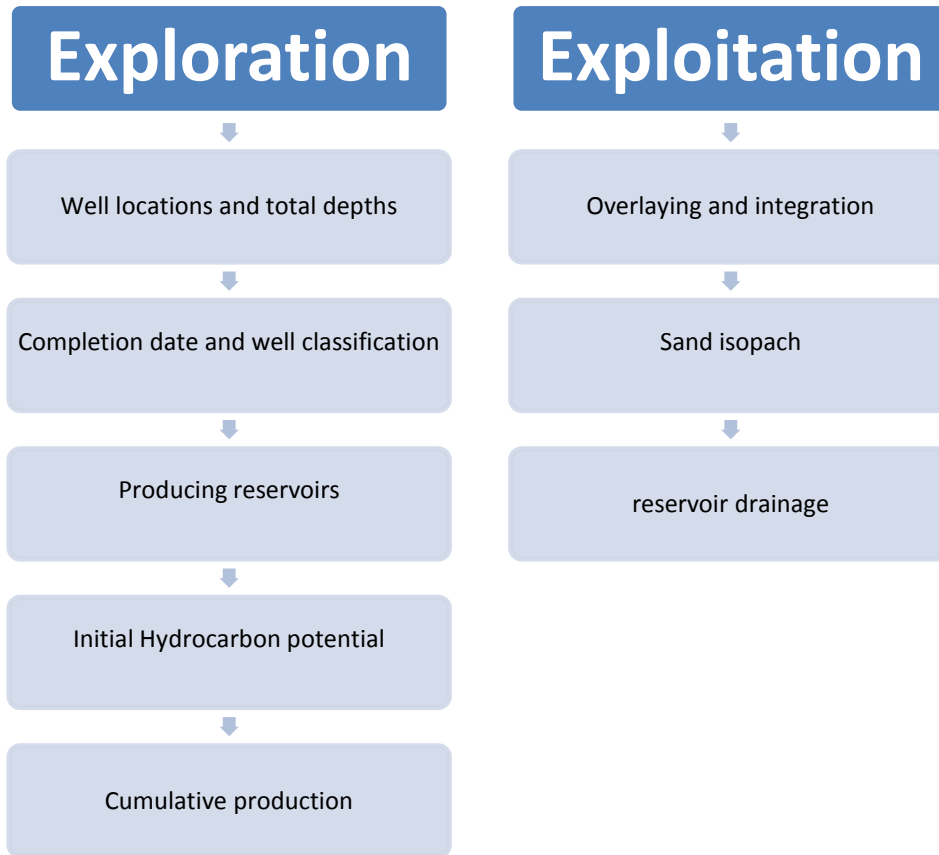 Exploration
Well locations and total depths
Completion date and well classification
Producing reservoirs
Initial Hydrocarbon potential
Cumulative production
Exploitation
Overlaying and integration
Sand isopach
reservoir drainage